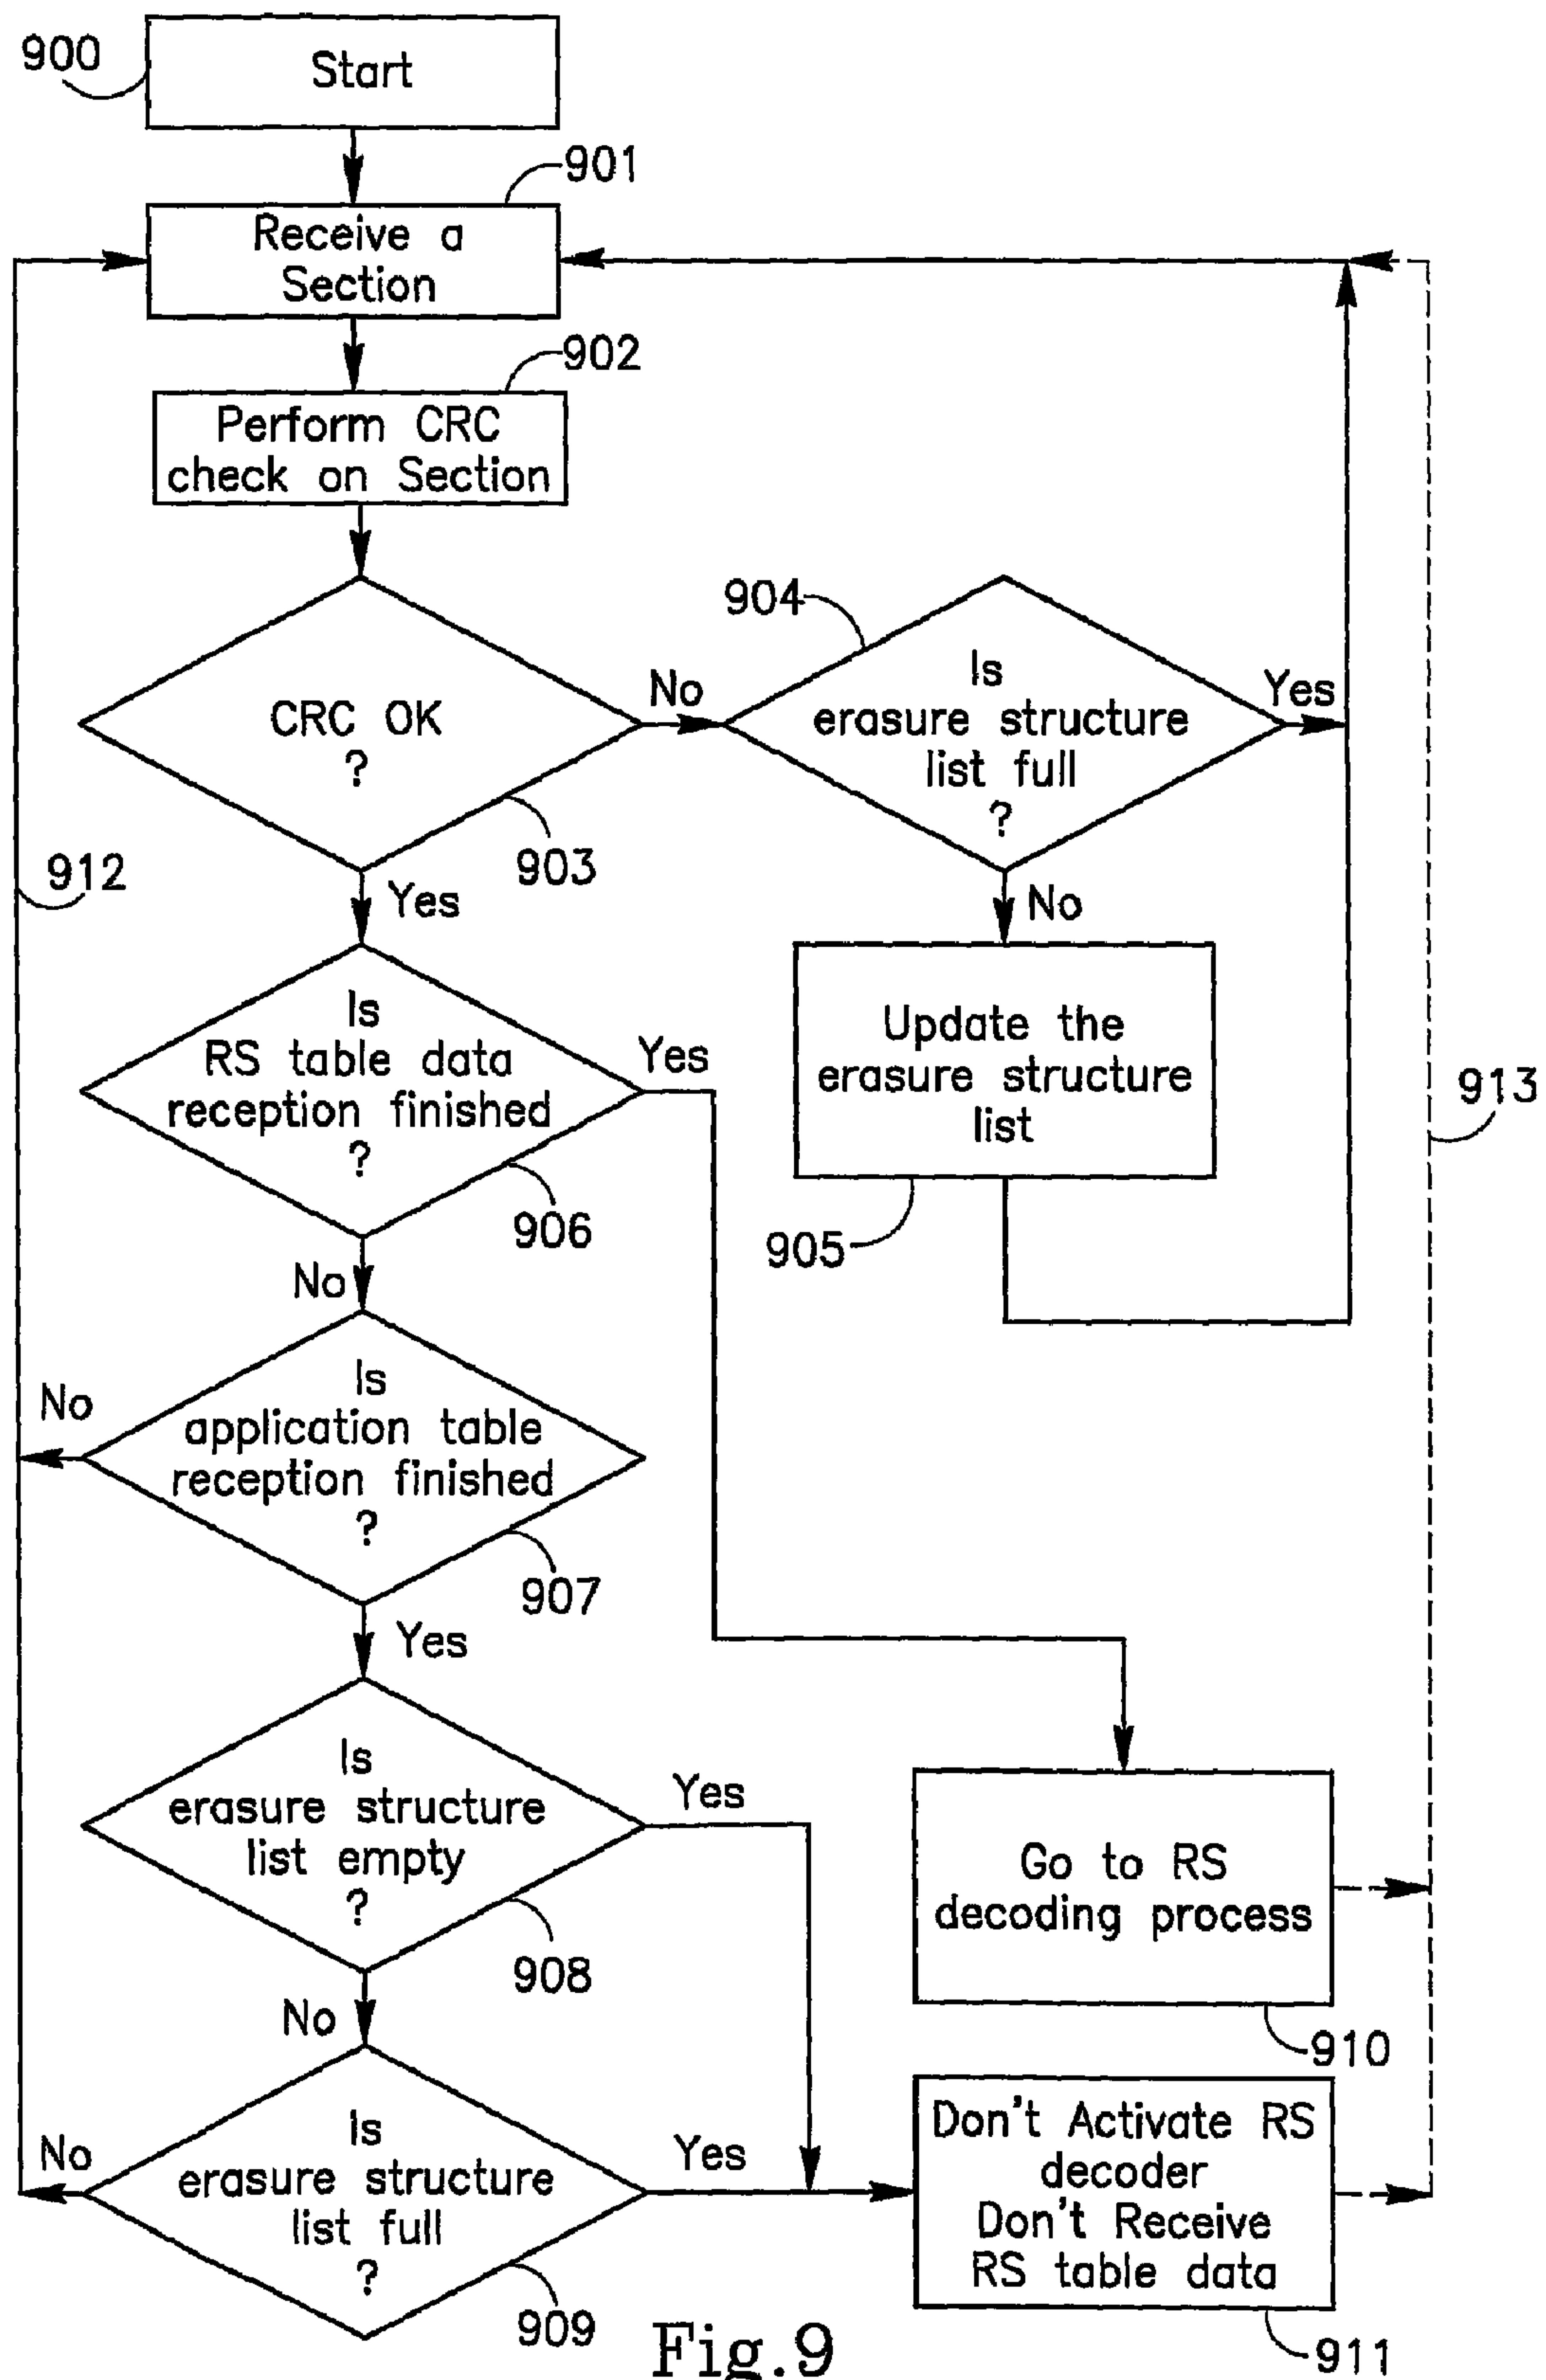 900
Start
901
Receive a
Section
902
Perform CRC
check on Section
904
CRC OK
?
No
Is
erasure structure
list full
?
Yes
903
912
Yes
No
Is
RS table data
reception finished
?
Yes
Update the
erasure structure
list
913
906
905
No
Is
application table
reception finished
?
No
907
Yes
Is
erasure structure
list empty
?
Yes
Go to RS
decoding process
908
910
No
Is
erasure structure
list full
?
No
Yes
Don't Activate RS
decoder
Don't Receive
RS table data
909
911
Fig.9